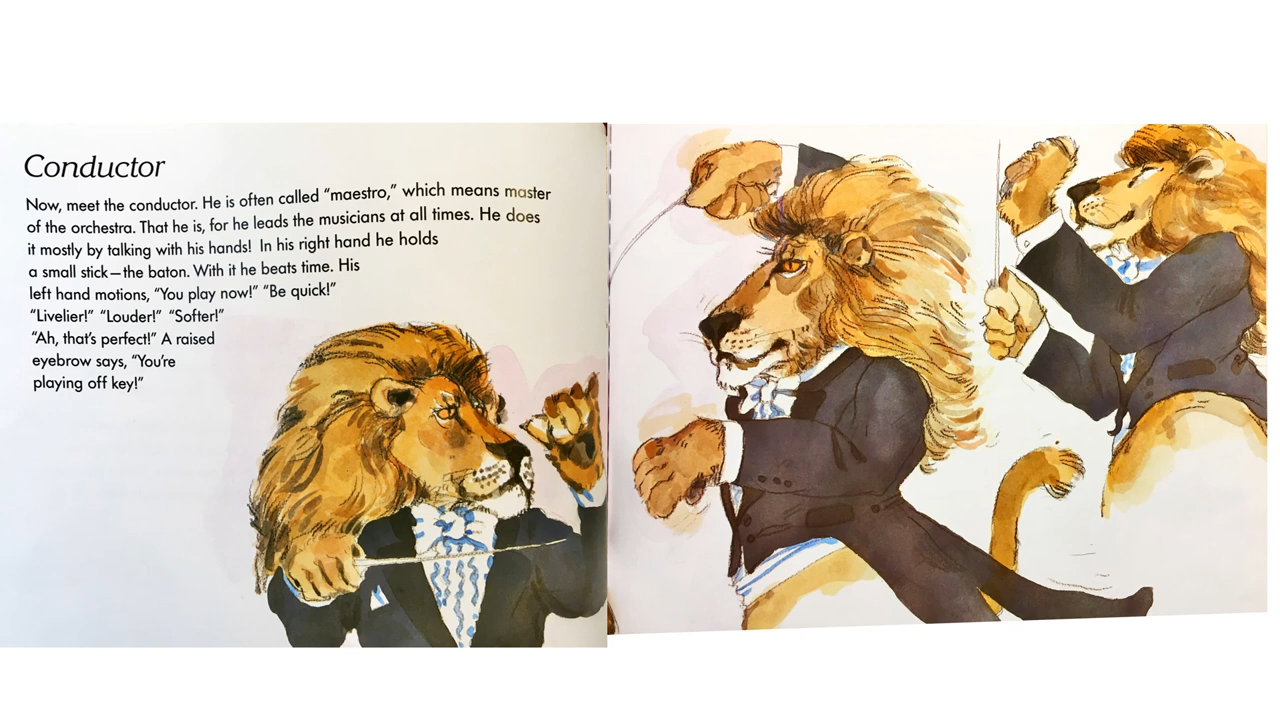 Conductor
Now, meet the conductor. He is often called “maestro,” which means master
of the orchestra. That he is, for he leads the musicians at all times. He does
it mostly by talking with his hands! In his right hand he holds
a small stick—the baton. With it he beats time. His
left hand motions, “You play now!” “Be quick!”
“Livelier!” “Louder!” “Softer!”
“Ah, that’s perfect!” A raised
eyebrow says, “You’re
playing off key!”